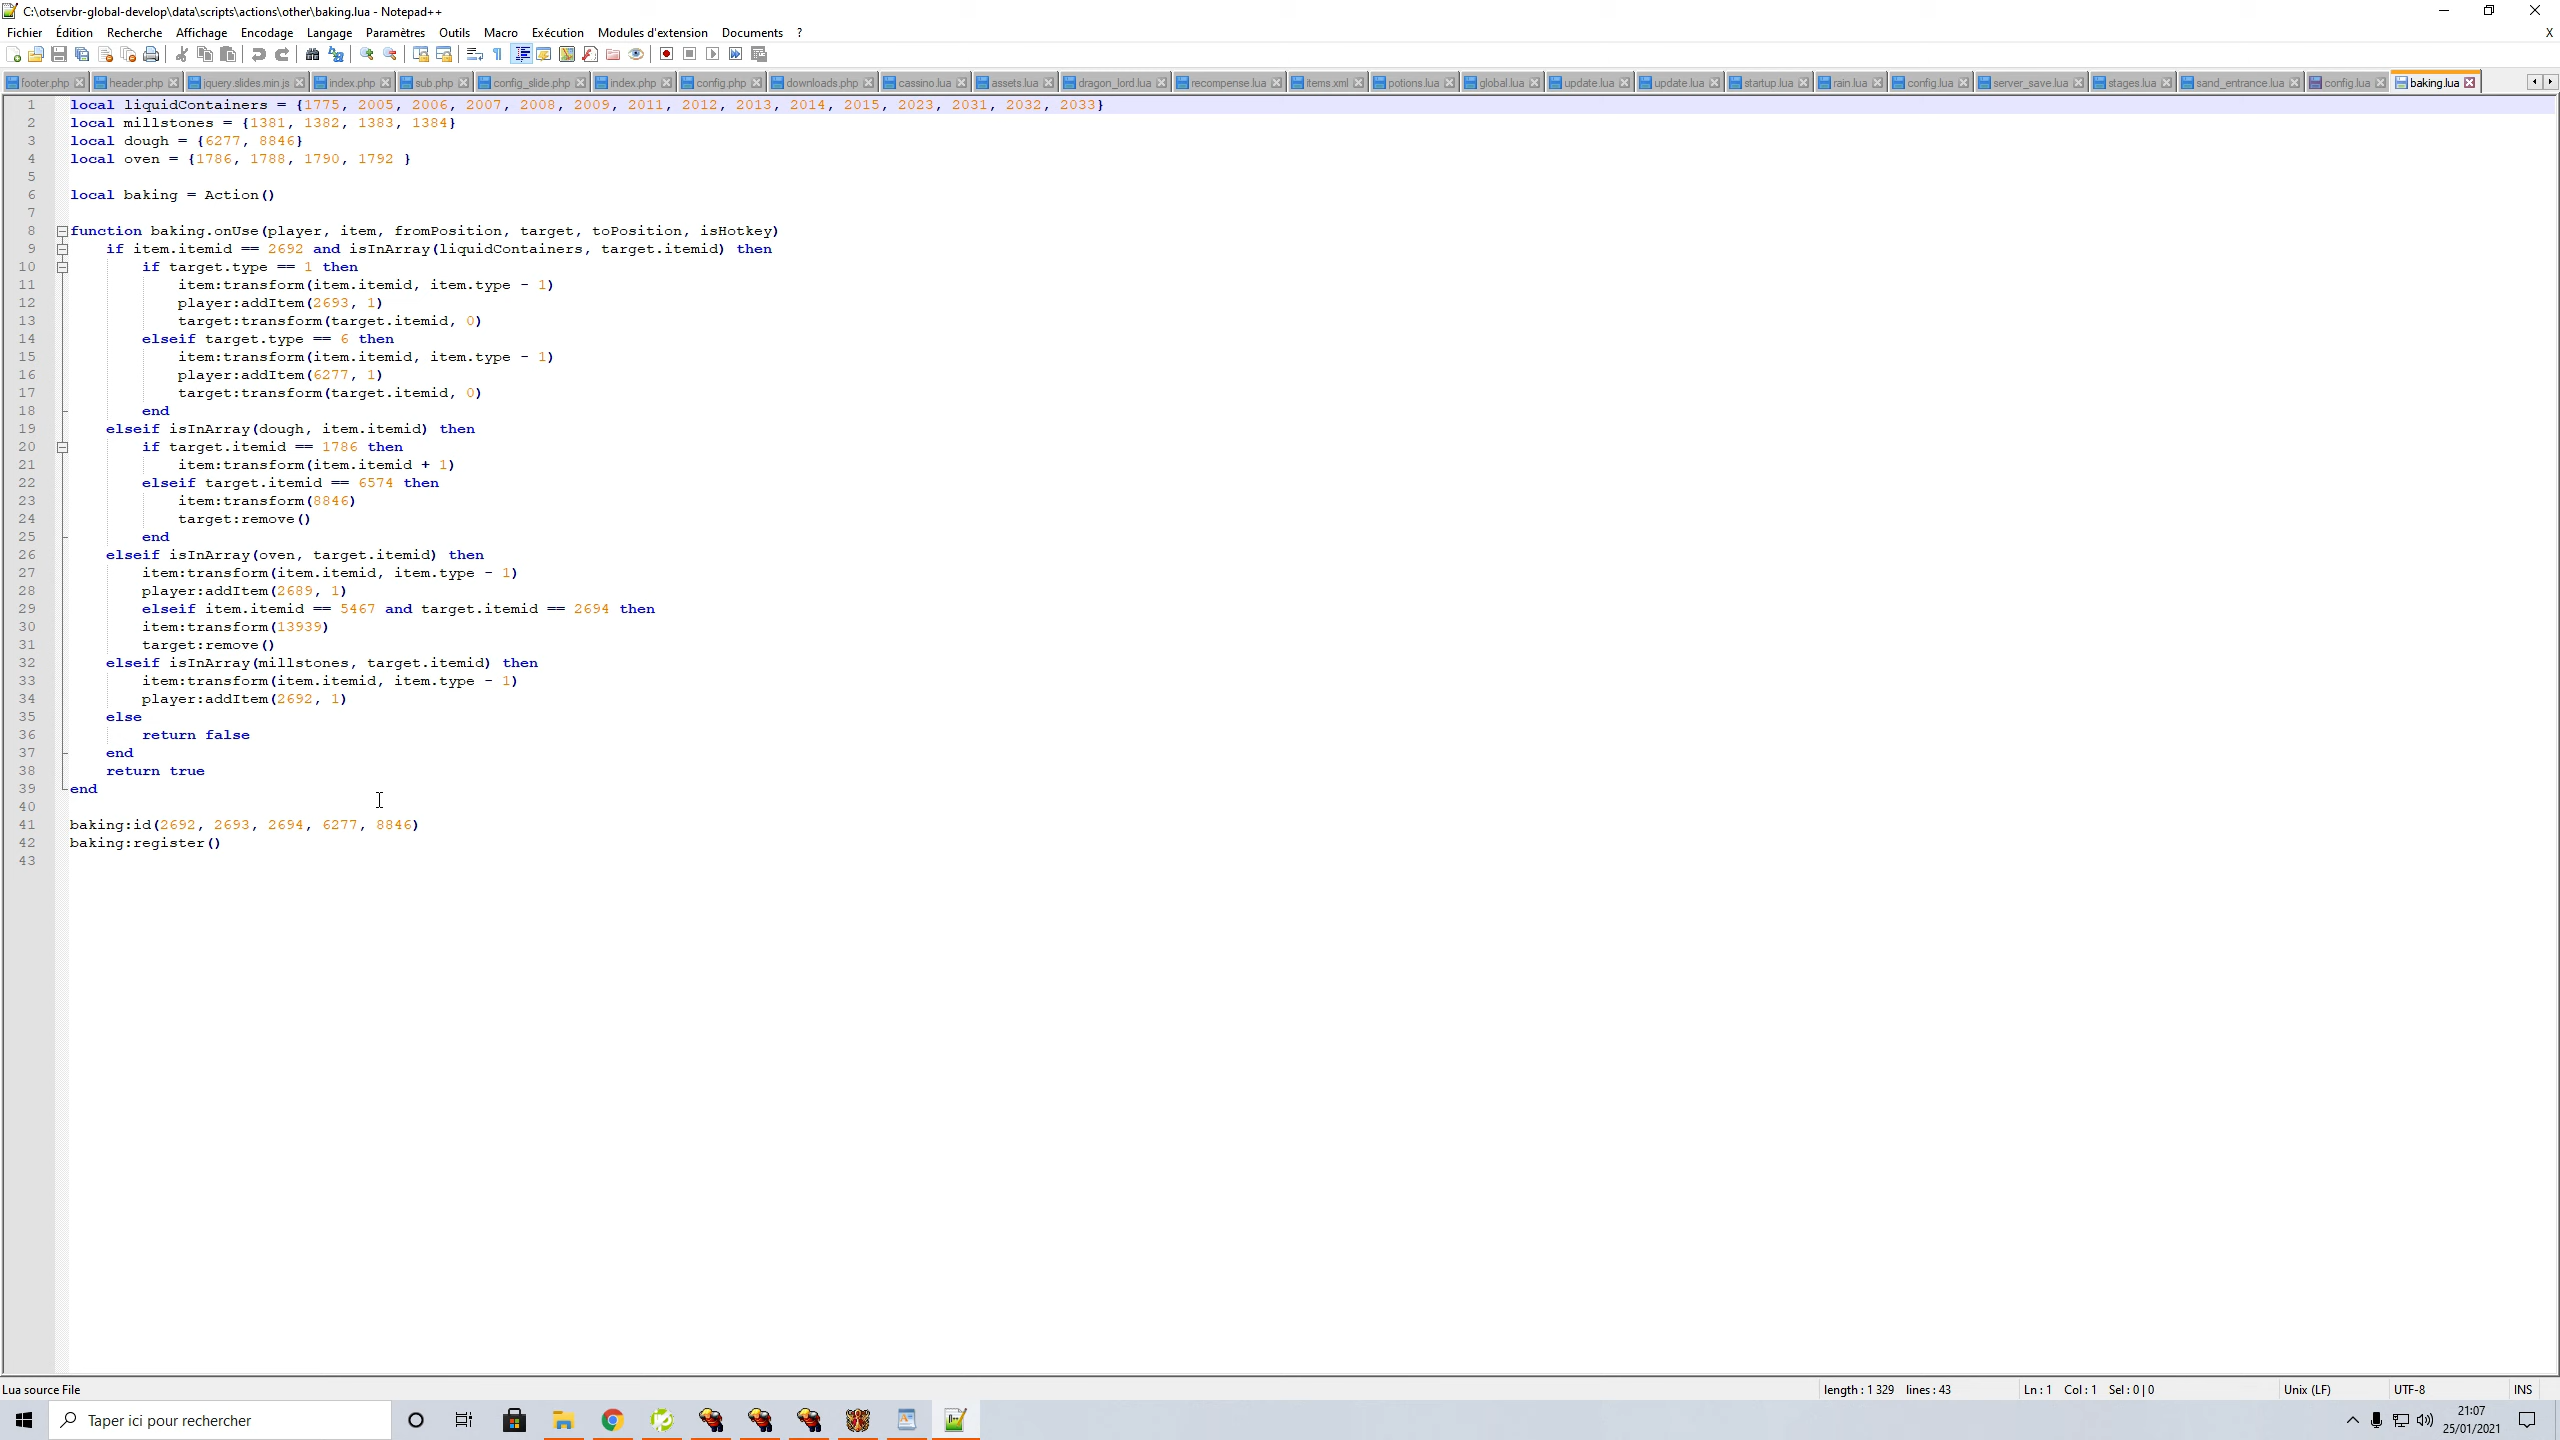 C:\otservbr-global-develop\data\scripts\actions\other\baking.lua - Notepad++
Fichier Édition Recherche Affichage Encodage Langage Paramètres Outils Macro Exécution Modules d'extension Documents ? X
footer.php header.php jquery.slides.min.js index.php sub.php config_slide.php index.php config.php downloads.php cassino.lua assets.lua dragon_lord.lua recompense.lua items.xml potions.lua global.lua update.lua update.lua startup.lua rain.lua config.lua server_save.lua stages.lua sand_entrance.lua config.lua baking.lua
1 local liquidContainers = {1775, 2005, 2006, 2007, 2008, 2009, 2011, 2012, 2013, 2014, 2015, 2023, 2031, 2032, 2033}
2 local millstones = {1381, 1382, 1383, 1384}
3 local dough = {6277, 8846}
4 local oven = {1786, 1788, 1790, 1792 }
5
6 local baking = Action()
7
8 function baking.onUse(player, item, fromPosition, target, toPosition, isHotkey)
9 if item.itemid == 2692 and isInArray(liquidContainers, target.itemid) then
10 if target.type == 1 then
11 item:transform(item.itemid, item.type - 1)
12 player:addItem(2693, 1)
13 target:transform(target.itemid, 0)
14 elseif target.type == 6 then
15 item:transform(item.itemid, item.type - 1)
16 player:addItem(6277, 1)
17 target:transform(target.itemid, 0)
18 end
19 elseif isInArray(dough, item.itemid) then
20 if target.itemid == 1786 then
21 item:transform(item.itemid + 1)
22 elseif target.itemid == 6574 then
23 item:transform(8846)
24 target:remove()
25 end
26 elseif isInArray(oven, target.itemid) then
27 item:transform(item.itemid, item.type - 1)
28 player:addItem(2689, 1)
29 elseif item.itemid == 5467 and target.itemid == 2694 then
30 item:transform(13939)
31 target:remove()
32 elseif isInArray(millstones, target.itemid) then
33 item:transform(item.itemid, item.type - 1)
34 player:addItem(2692, 1)
35 else
36 return false
37 end
38 return true
39 end
40
41 baking:id(2692, 2693, 2694, 6277, 8846)
42 baking:register()
43
Lua source File length : 1 329 lines : 43 Ln : 1 Col : 1 Sel : 0 | 0 Unix (LF) UTF-8 INS
Taper ici pour rechercher
21:07
25/01/2021